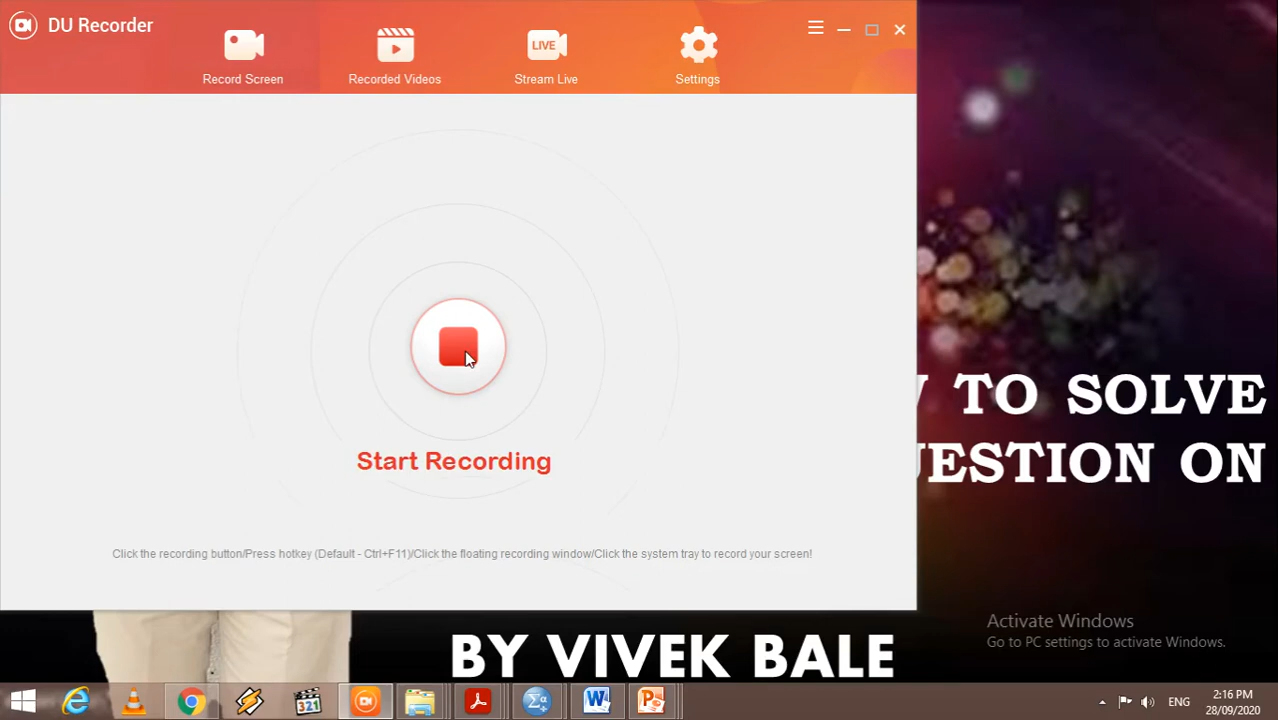 DU Recorder
Record Screen
Recorded Videos
LIVE
Stream Live
Settings
Start Recording
Click the recording button/Press hotkey (Default - Ctrl+F11)/Click the floating recording window/Click the system tray to record your screen!
TO SOLVE
ON
BY VIVEK BALE
Activate Windows
Go to PC settings to activate Windows.
321
ENG
2:16 PM
28/09/2020